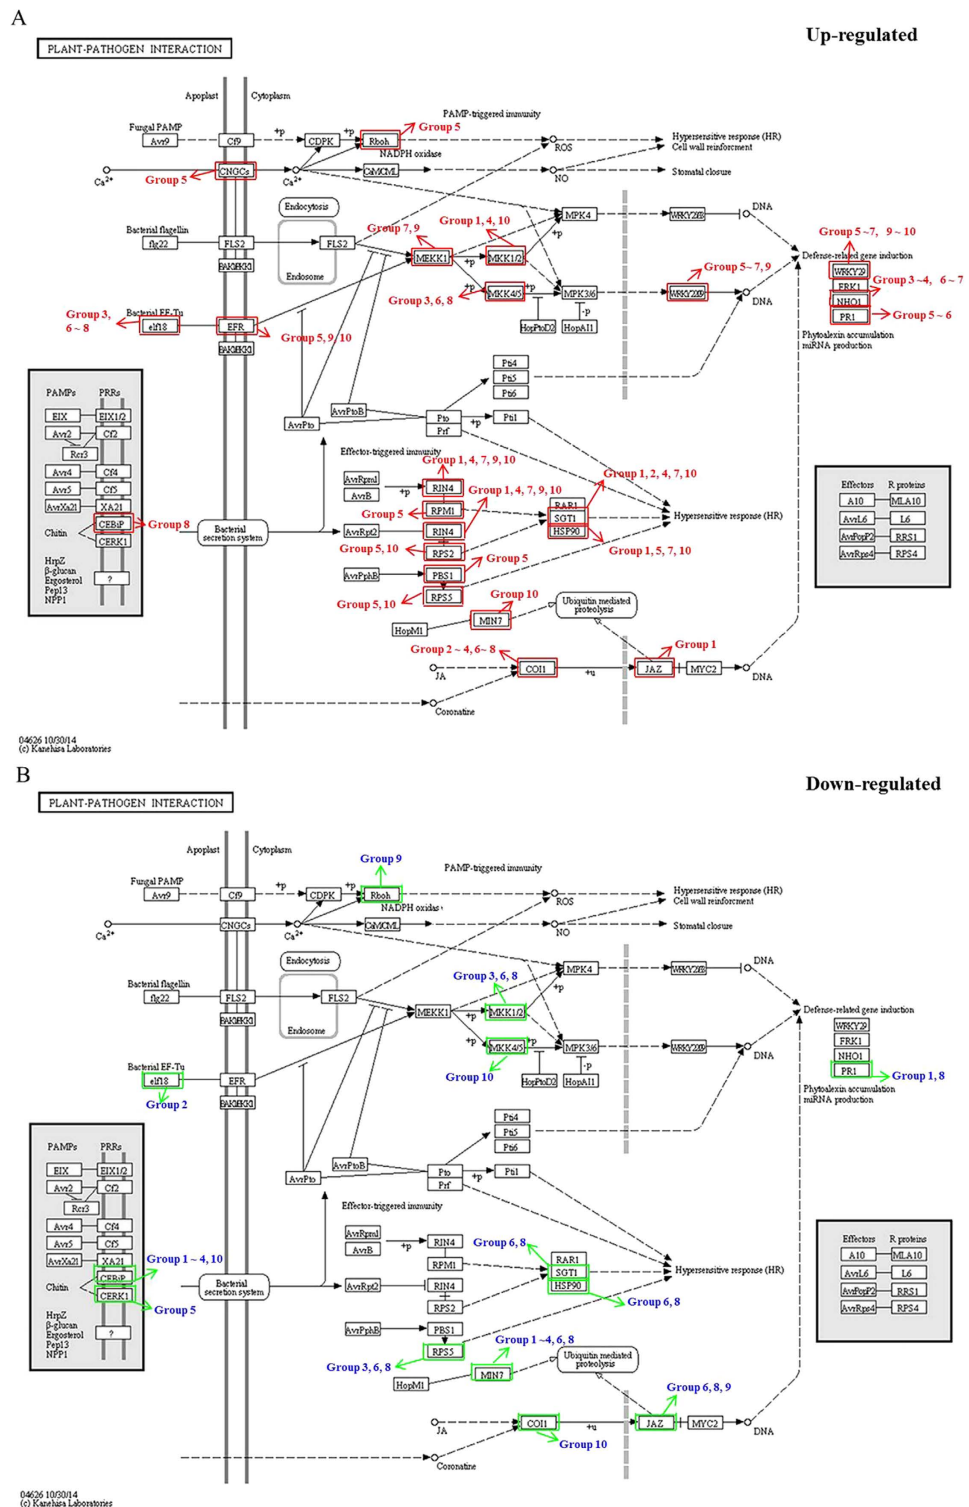 A
Up-regulated
PLANT-PATHOGEN INTERACTION
Apoplast
Cytoplasm
PAMP-triggered immunity
Group 5
Fungal PAMP
Avr9
Cf9
+p
CDPK
+p
Rboh
ROS
Hypersensitive response (HR)
Cell wall reinforcement
NADPH oxidase
Group 5
CNGCs
Ca2+
Ca2+
CaMCML
NO
Stomatal closure
Endocytosis
Endosome
Bacterial flagellin
flg22
FLS2
FLS2
Group 7, 9
MEKK1
Group 1, 4, 10
+p
MKK1/2
+p
MPK4
DNA
Group 5~7, 9~10
Defense-related gene induction
WRKY29
FRK1
NHO1
PR1
Group 3~4, 6~7
Group 5~6
Phytoalexin accumulation
miRNA production
Group 3, 6, 8
+p
MKK4/5
+p
MPK3/6
Group 5~7, 9
DNA
HopPtoD2
-p
HopAI1
Group 3,
6~8
Bacterial EF-Tu
elf18
EFR
Group 5, 9, 10
PAMPs
PRRs
EIX
EIX1/2
Avr2
Cf2
Rcr3
Avr4
Cf4
Avr5
Cf5
AvrXa21
XA21
Chitin
CEBiP
CERK1
Group 8
HrpZ
β-glucan
Ergosterol
Pep13
NPP1
?
Pti4
Pti5
Pti6
AvrPtoB
AvrPto
Pto
Prf
+p
Pti1
Effector-triggered immunity
Group 1, 4, 7, 9, 10
AvrRpm1
AvrB
+p
RIN4
RPM1
Group 5
Group 1, 4, 7, 9, 10
Bacterial
secretion system
AvrRpt2
RIN4
RPS2
Group 5, 10
Group 1, 2, 4, 7, 10
RAR1
SGT1
HSP90
Group 1, 5, 7, 10
Hypersensitive response (HR)
AvrPphB
PBS1
Group 5
RPS5
Group 5, 10
Group 10
MIN7
HopM1
Ubiquitin mediated
proteolysis
Group 2 ~ 4, 6~ 8
JA
COI1
+u
Group 1
JAZ
MYC2
DNA
Coronatine
Effectors
R proteins
A10
MLA10
AvrL6
L6
AvrPopP2
RRS1
AvrRps4
RPS4
04626 10/30/14
(c) Kanehisa Laboratories
B
Down-regulated
PLANT-PATHOGEN INTERACTION
Apoplast
Cytoplasm
Group 9
PAMP-triggered immunity
Fungal PAMP
Avr9
Cf9
+p
CDPK
+p
Rboh
ROS
Hypersensitive response (HR)
Cell wall reinforcement
NADPH oxidas
CNGCs
Ca2+
Ca2+
CaMCML
NO
Stomatal closure
Endocytosis
Endosome
Bacterial flagellin
flg22
FLS2
FLS2
MEKK1
Group 3, 6, 8
+p
MKK1/2
+p
MPK4
DNA
Defense-related gene induction
WRKY29
FRK1
NHO1
PR1
Group 1, 8
Phytoalexin accumulation
miRNA production
+p
MKK4/5
+p
MPK3/6
Group 10
DNA
HopPtoD2
-p
HopAI1
Bacterial EF-Tu
elf18
EFR
Group 2
PAMPs
PRRs
EIX
EIX1/2
Avr2
Cf2
Rcr3
Avr4
Cf4
Avr5
Cf5
AvrXa21
XA21
Chitin
CEBiP
CERK1
Group 1 ~ 4, 10
Group 5
HrpZ
β-glucan
Ergosterol
Pep13
NPP1
?
Pti4
Pti5
Pti6
AvrPtoB
AvrPto
Pto
Prf
+p
Pti1
Effector-triggered immunity
AvrRpm1
AvrB
+p
RIN4
RPM1
Bacterial
secretion system
AvrRpt2
RIN4
RPS2
Group 6, 8
RAR1
SGT1
HSP90
Group 6, 8
Hypersensitive response (HR)
AvrPphB
PBS1
RPS5
Group 3, 6, 8
Group 1 ~4, 6, 8
MIN7
HopM1
Ubiquitin mediated
proteolysis
JA
COI1
Group 10
+u
Group 6, 8, 9
JAZ
MYC2
DNA
Coronatine
Effectors
R proteins
A10
MLA10
AvrL6
L6
AvrPopP2
RRS1
AvrRps4
RPS4
04626 10/30/14
(c) Kanehisa Laboratories